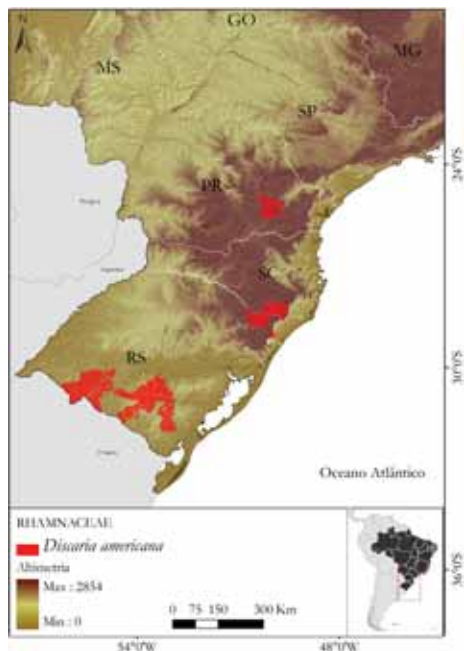 N
GO
MG
MS
SP
24°0'S
PR
SC
30°0'S
RS
Oceano Atlântico
RHAMNACEAE
Discaria americana
Altimetria
Max : 2854
Min : 0
0 75 150 300 Km
36°0'S
54°0'W 48°0'W